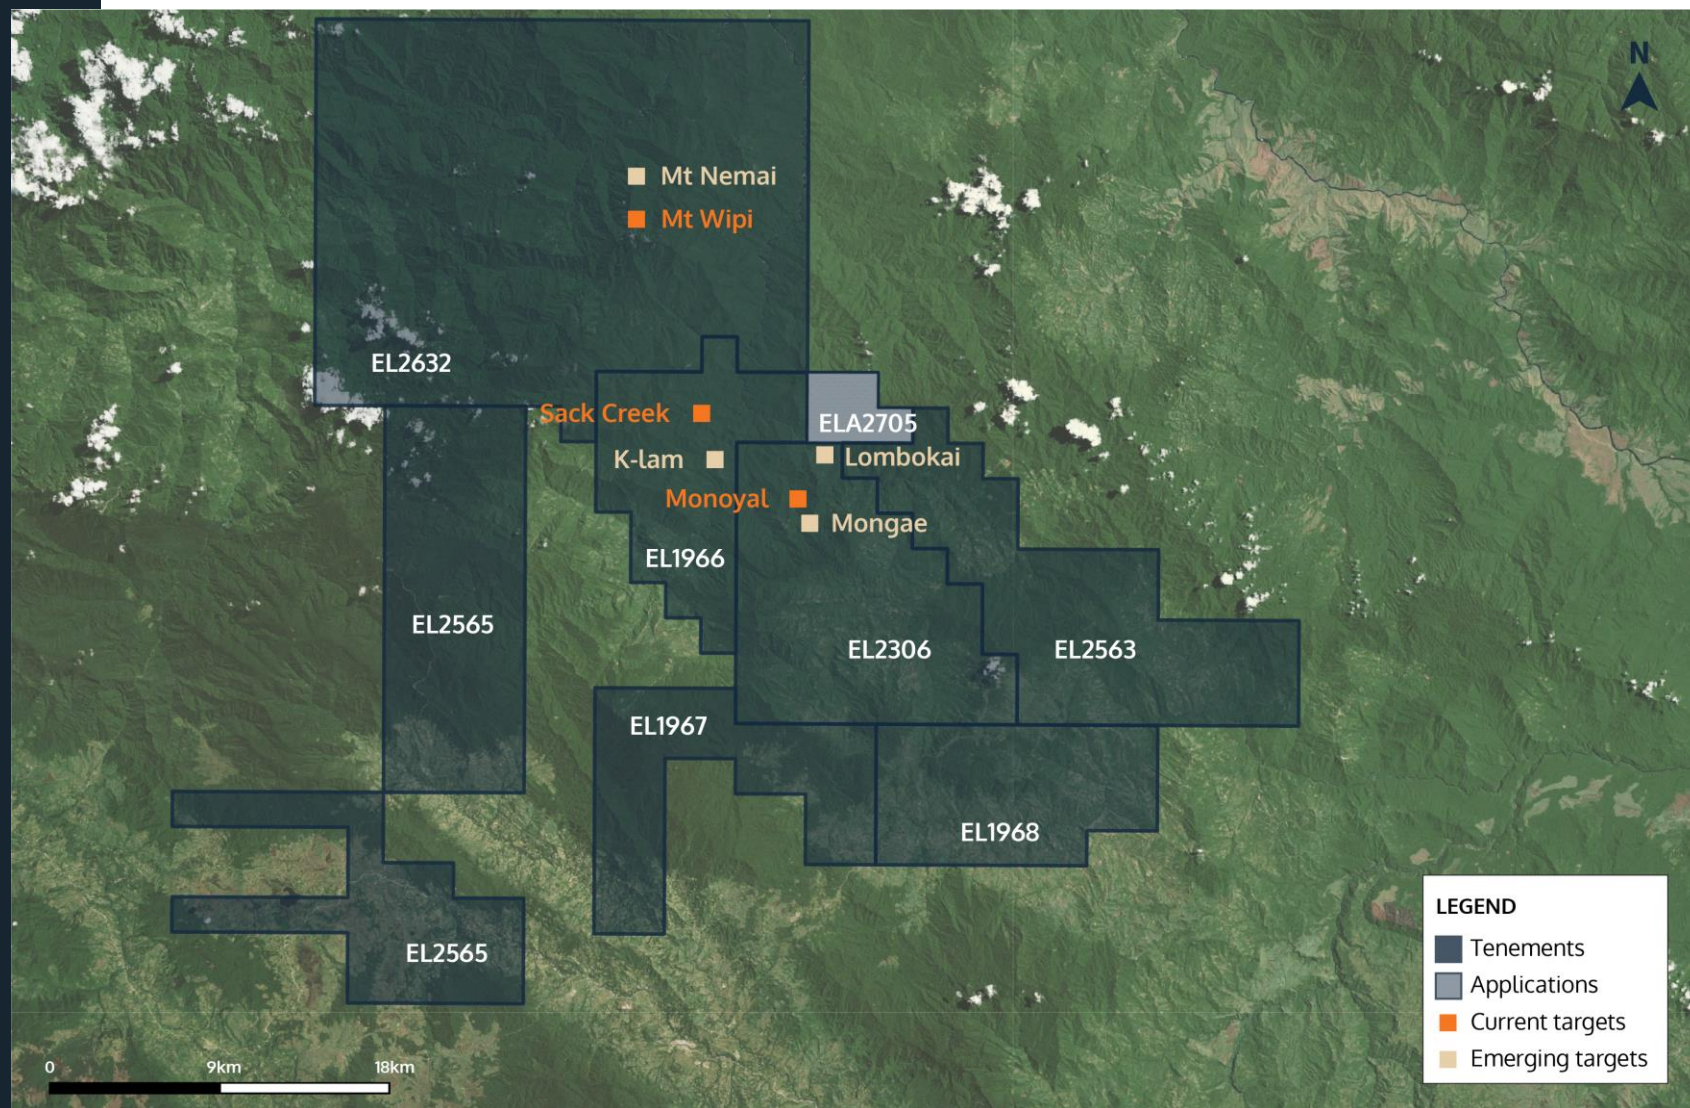 N
Mt Nemai
Mt Wipi
EL2632
Sack Creek
ELA2705
K-lam
Lombokai
Monoyal
Mongae
EL1966
EL2565
EL2306
EL2563
EL1967
EL1968
EL2565
LEGEND
Tenements
Applications
Current targets
Emerging targets
0 9km 18km